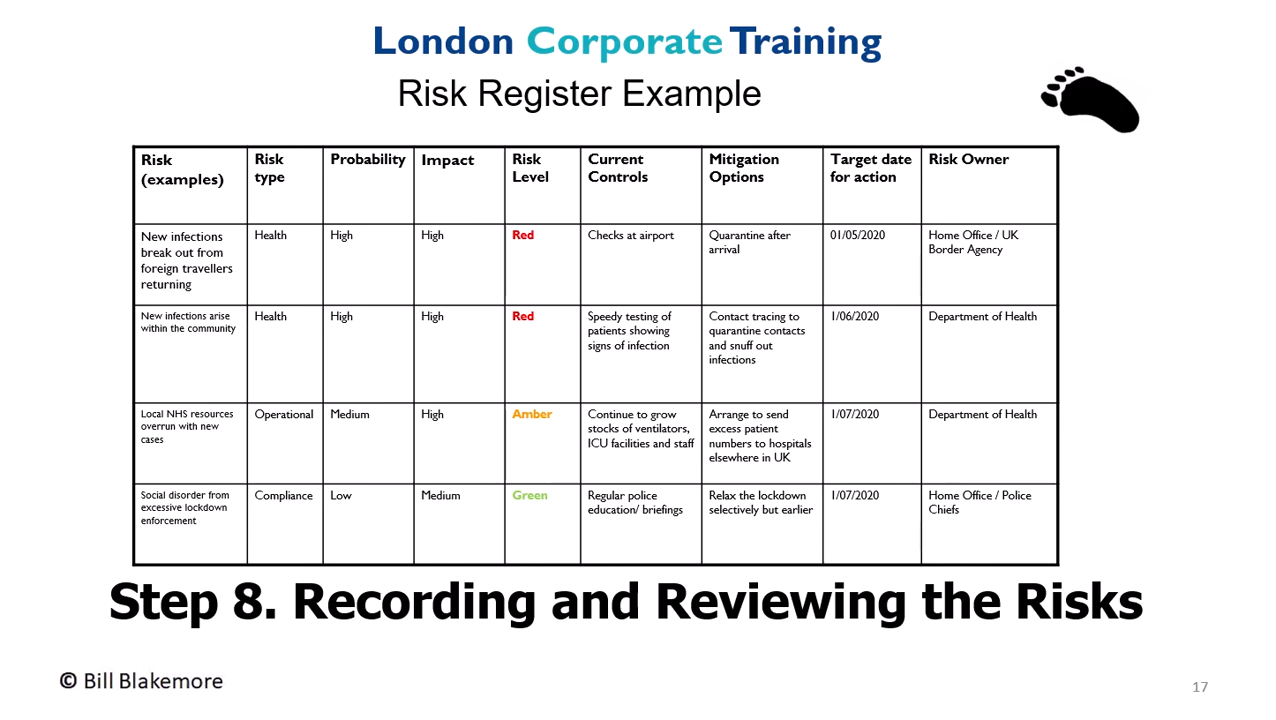 London Corporate Training
Risk Register Example
Risk
(examples)
Risk
type
Probability
Impact
Risk
Level
Current
Controls
Mitigation
Options
Target date
for action
Risk Owner
New infections
break out from
foreign travellers
returning
Health
High
High
Red
Checks at airport
Quarantine after
arrival
01/05/2020
Home Office / UK
Border Agency
New infections arise
within the community
Health
High
High
Red
Speedy testing of
patients showing
signs of infection
Contact tracing to
quarantine contacts
and snuff out
infections
1/06/2020
Department of Health
Local NHS resources
overrun with new
cases
Operational
Medium
High
Amber
Continue to grow
stocks of ventilators,
ICU facilities and staff
Arrange to send
excess patient
numbers to hospitals
elsewhere in UK
1/07/2020
Department of Health
Social disorder from
excessive lockdown
enforcement
Compliance
Low
Medium
Green
Regular police
education/ briefings
Relax the lockdown
selectively but earlier
1/07/2020
Home Office / Police
Chiefs
Step 8. Recording and Reviewing the Risks
© Bill Blakemore
17